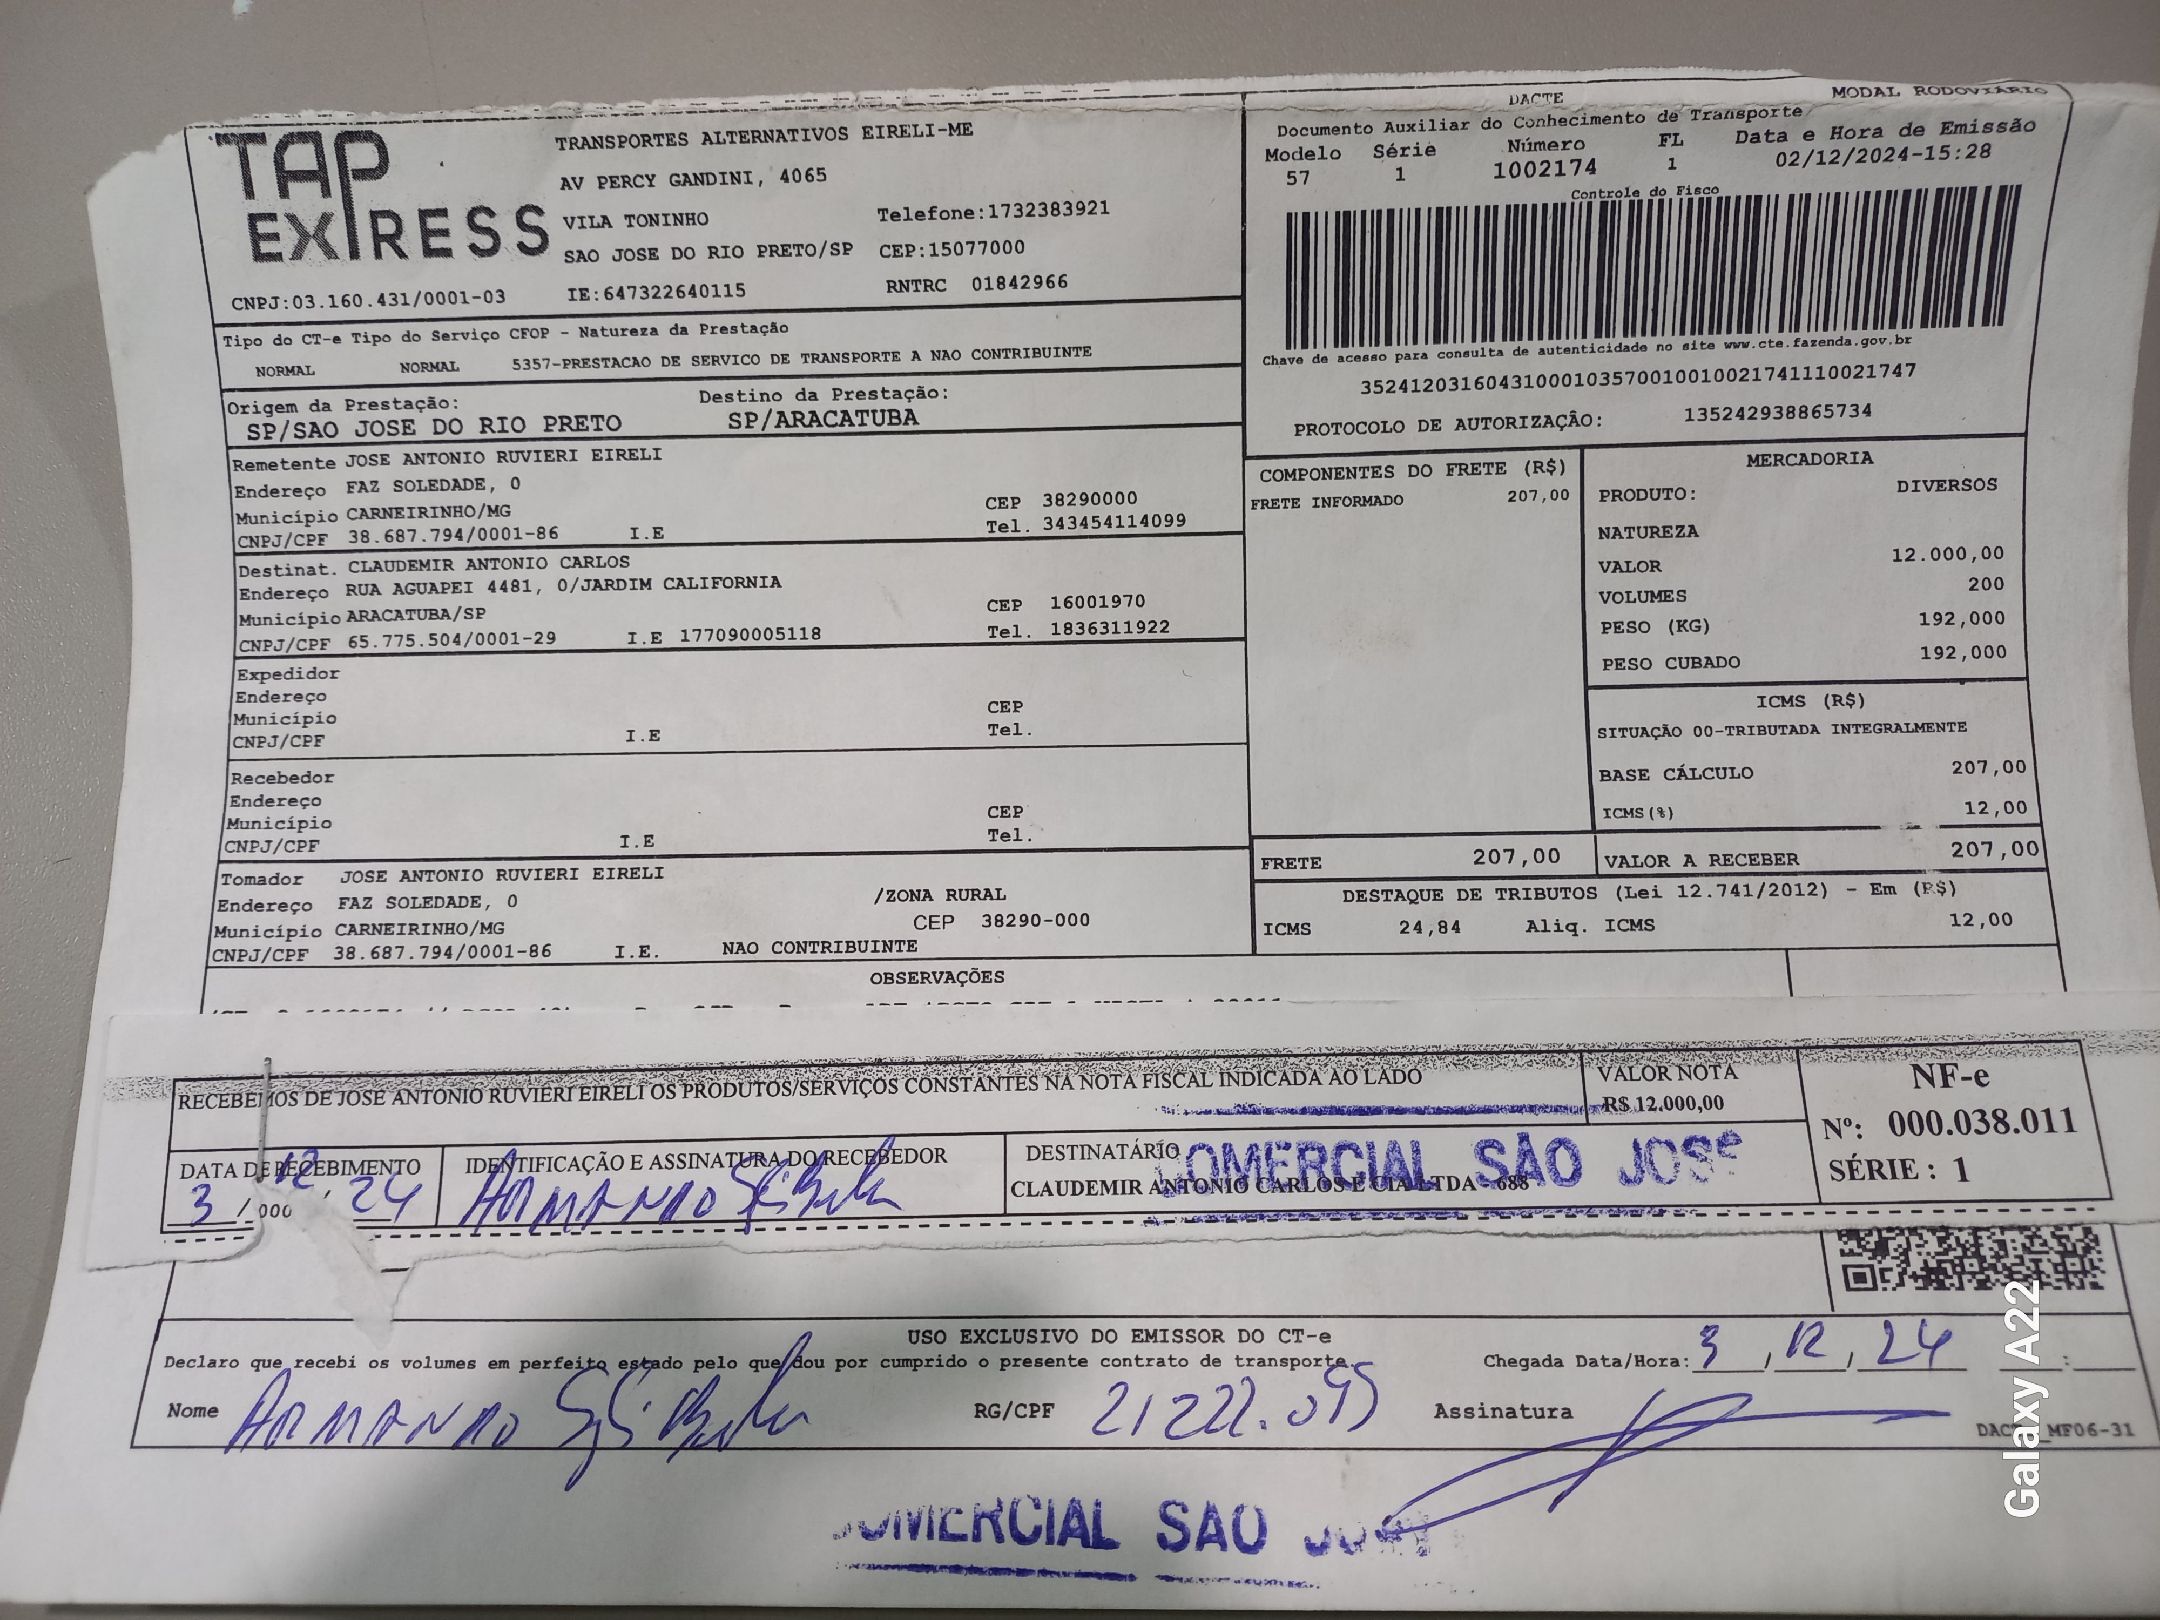 TAP EXPRESS
TRANSPORTES ALTERNATIVOS EIRELI-ME
AV PERCY GANDINI, 4065
VILA TONINHO Telefone:1732383921
SAO JOSE DO RIO PRETO/SP CEP:15077000
CNPJ:03.160.431/0001-03 IE:647322640115 RNTRC 01842966
DACTE MODAL RODOVIÁRIO
Documento Auxiliar do Conhecimento de Transporte
Modelo Série Número FL Data e Hora de Emissão
57 1 1002174 1 02/12/2024-15:28
Controle do Fisco
Chave de acesso para consulta de autenticidade no site www.cte.fazenda.gov.br
35241203160431000103570010010021741110021747
PROTOCOLO DE AUTORIZAÇÂO: 135242938865734
Tipo do CT-e Tipo do Serviço CFOP - Natureza da Prestação
NORMAL NORMAL 5357-PRESTACAO DE SERVICO DE TRANSPORTE A NAO CONTRIBUINTE
Origem da Prestação: Destino da Prestação:
SP/SAO JOSE DO RIO PRETO SP/ARACATUBA
Remetente JOSE ANTONIO RUVIERI EIRELI
Endereço FAZ SOLEDADE, 0
Município CARNEIRINHO/MG CEP 38290000
CNPJ/CPF 38.687.794/0001-86 I.E Tel. 343454114099
Destinat. CLAUDEMIR ANTONIO CARLOS
Endereço RUA AGUAPEI 4481, 0/JARDIM CALIFORNIA
Município ARACATUBA/SP CEP 16001970
CNPJ/CPF 65.775.504/0001-29 I.E 177090005118 Tel. 1836311922
Expedidor
Endereço
Município CEP
CNPJ/CPF I.E Tel.
Recebedor
Endereço
Município CEP
CNPJ/CPF I.E Tel.
Tomador JOSE ANTONIO RUVIERI EIRELI
Endereço FAZ SOLEDADE, 0 /ZONA RURAL
Município CARNEIRINHO/MG CEP 38290-000
CNPJ/CPF 38.687.794/0001-86 I.E. NAO CONTRIBUINTE
COMPONENTES DO FRETE (R$)
FRETE INFORMADO 207,00
MERCADORIA
PRODUTO: DIVERSOS
NATUREZA
VALOR 12.000,00
VOLUMES 200
PESO (KG) 192,000
PESO CUBADO 192,000
ICMS (R$)
SITUAÇÃO 00-TRIBUTADA INTEGRALMENTE
BASE CÁLCULO 207,00
ICMS(%) 12,00
FRETE 207,00 VALOR A RECEBER 207,00
DESTAQUE DE TRIBUTOS (Lei 12.741/2012) - Em (R$)
ICMS 24,84 Aliq. ICMS 12,00
OBSERVAÇÕES
RECEBEMOS DE JOSE ANTONIO RUVIERI EIRELI OS PRODUTOS/SERVIÇOS CONSTANTES NA NOTA FISCAL INDICADA AO LADO
VALOR NOTA
R$ 12.000,00
NF-e
Nº: 000.038.011
SÉRIE : 1
DATA DE RECEBIMENTO
3 / 12 24
IDENTIFICAÇÃO E ASSINATURA DO RECEBEDOR
ARMANDO
DESTINATÁRIO
CLAUDEMIR ANTONIO CARLOS E CIA LTDA - 688
COMERCIAL SÃO JOSe
USO EXCLUSIVO DO EMISSOR DO CT-e
Declaro que recebi os volumes em perfeito estado pelo que dou por cumprido o presente contrato de transporte. Chegada Data/Hora: 3, 12, 24 :
Nome ARMANDO RG/CPF 21222.095 Assinatura
DACTE_MF06-31
COMERCIAL SAO JOSe
Galaxy A22